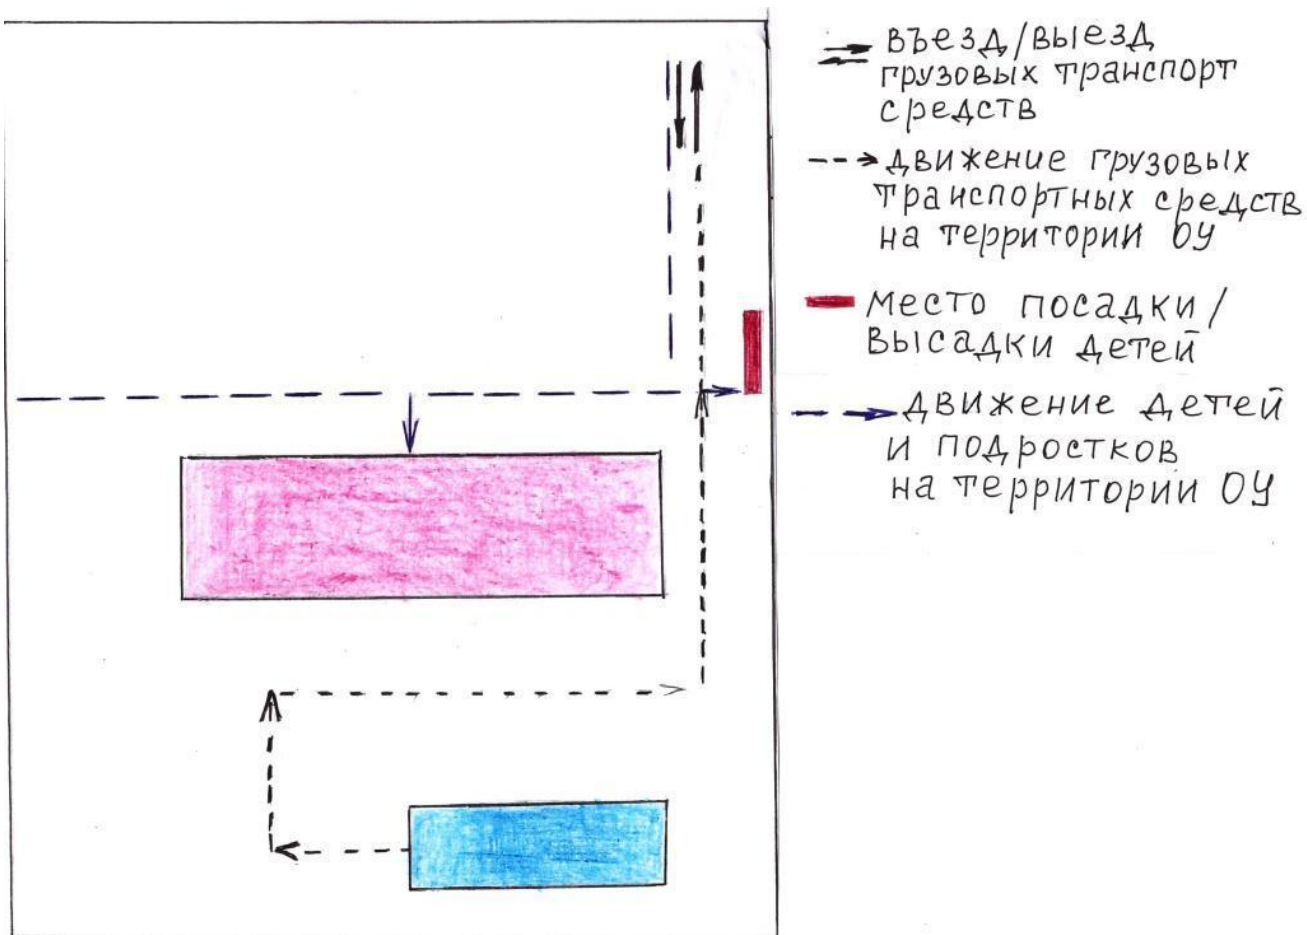 въезд/выезд
грузовых транспорт
средств
движение грузовых
транспортных средств
на территории ОУ
место посадки/
высадки детей
движение детей
и подростков
на территории ОУ